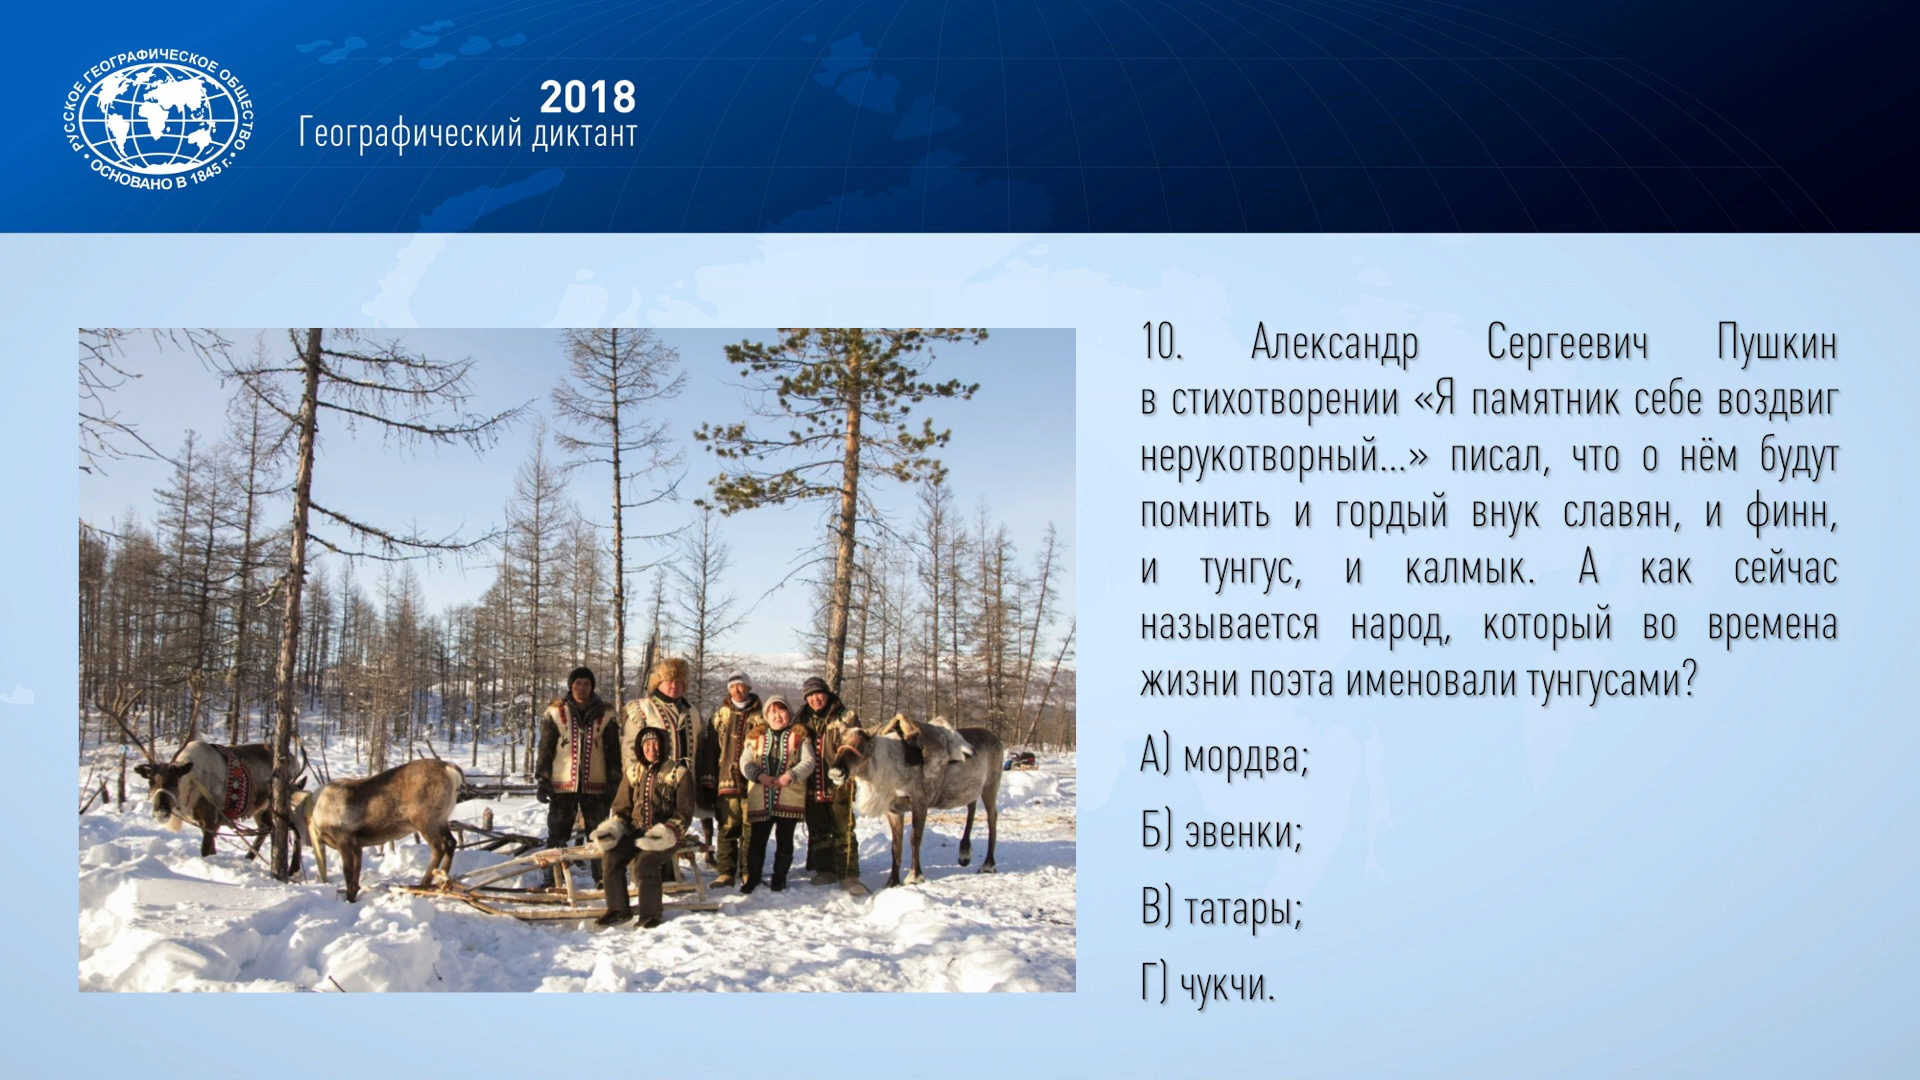 РУССКОЕ ГЕОГРАФИЧЕСКОЕ ОБЩЕСТВО
• ОСНОВАНО В 1845 г. •
2018
Географический диктант
10. Александр Сергеевич Пушкин
в стихотворении «Я памятник себе воздвиг
нерукотворный...» писал, что о нём будут
помнить и гордый внук славян, и финн,
и тунгус, и калмык. А как сейчас
называется народ, который во времена
жизни поэта именовали тунгусами?
А) мордва;
Б) эвенки;
В) татары;
Г) чукчи.